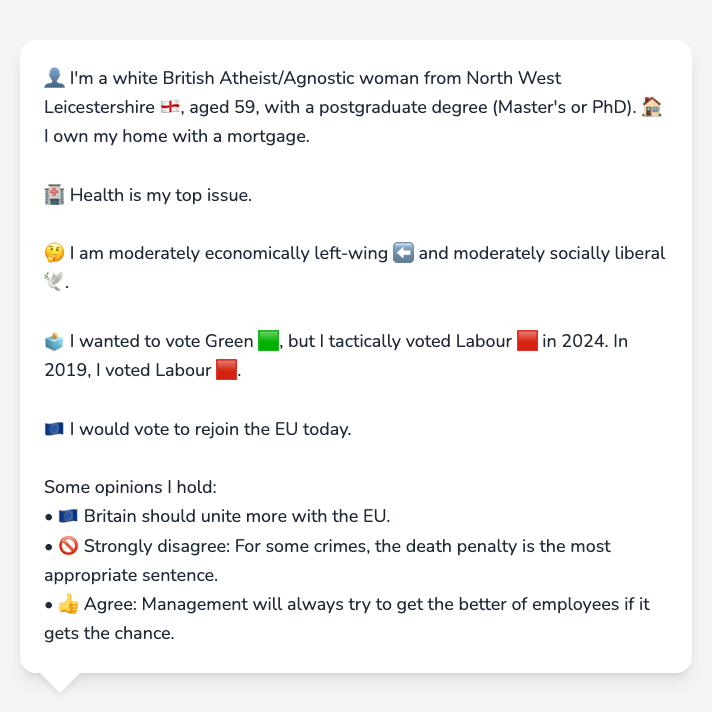 👤 I'm a white British Atheist/Agnostic woman from North West
Leicestershire 🏴󠁧󠁢󠁥󠁮󠁧󠁿, aged 59, with a postgraduate degree (Master's or PhD). 🏠
I own my home with a mortgage.
🏥 Health is my top issue.
🤔 I am moderately economically left-wing ⬅️ and moderately socially liberal
🕊️.
🗳️ I wanted to vote Green 🟩, but I tactically voted Labour 🟥 in 2024. In
2019, I voted Labour 🟥.
🇪🇺 I would vote to rejoin the EU today.
Some opinions I hold:
• 🇪🇺 Britain should unite more with the EU.
• 🚫 Strongly disagree: For some crimes, the death penalty is the most
appropriate sentence.
• 👍 Agree: Management will always try to get the better of employees if it
gets the chance.